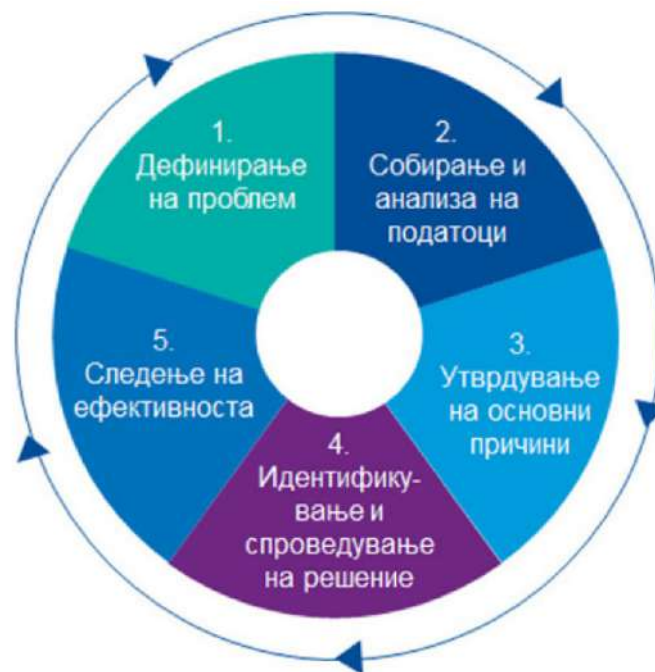 1.
Дефинирање
на проблем
2.
Собирање и
анализа на
податоци
3.
Утврдување
на основни
причини
4.
Идентифику-
вање и
спроведување
на решение
5.
Следење на
ефективноста